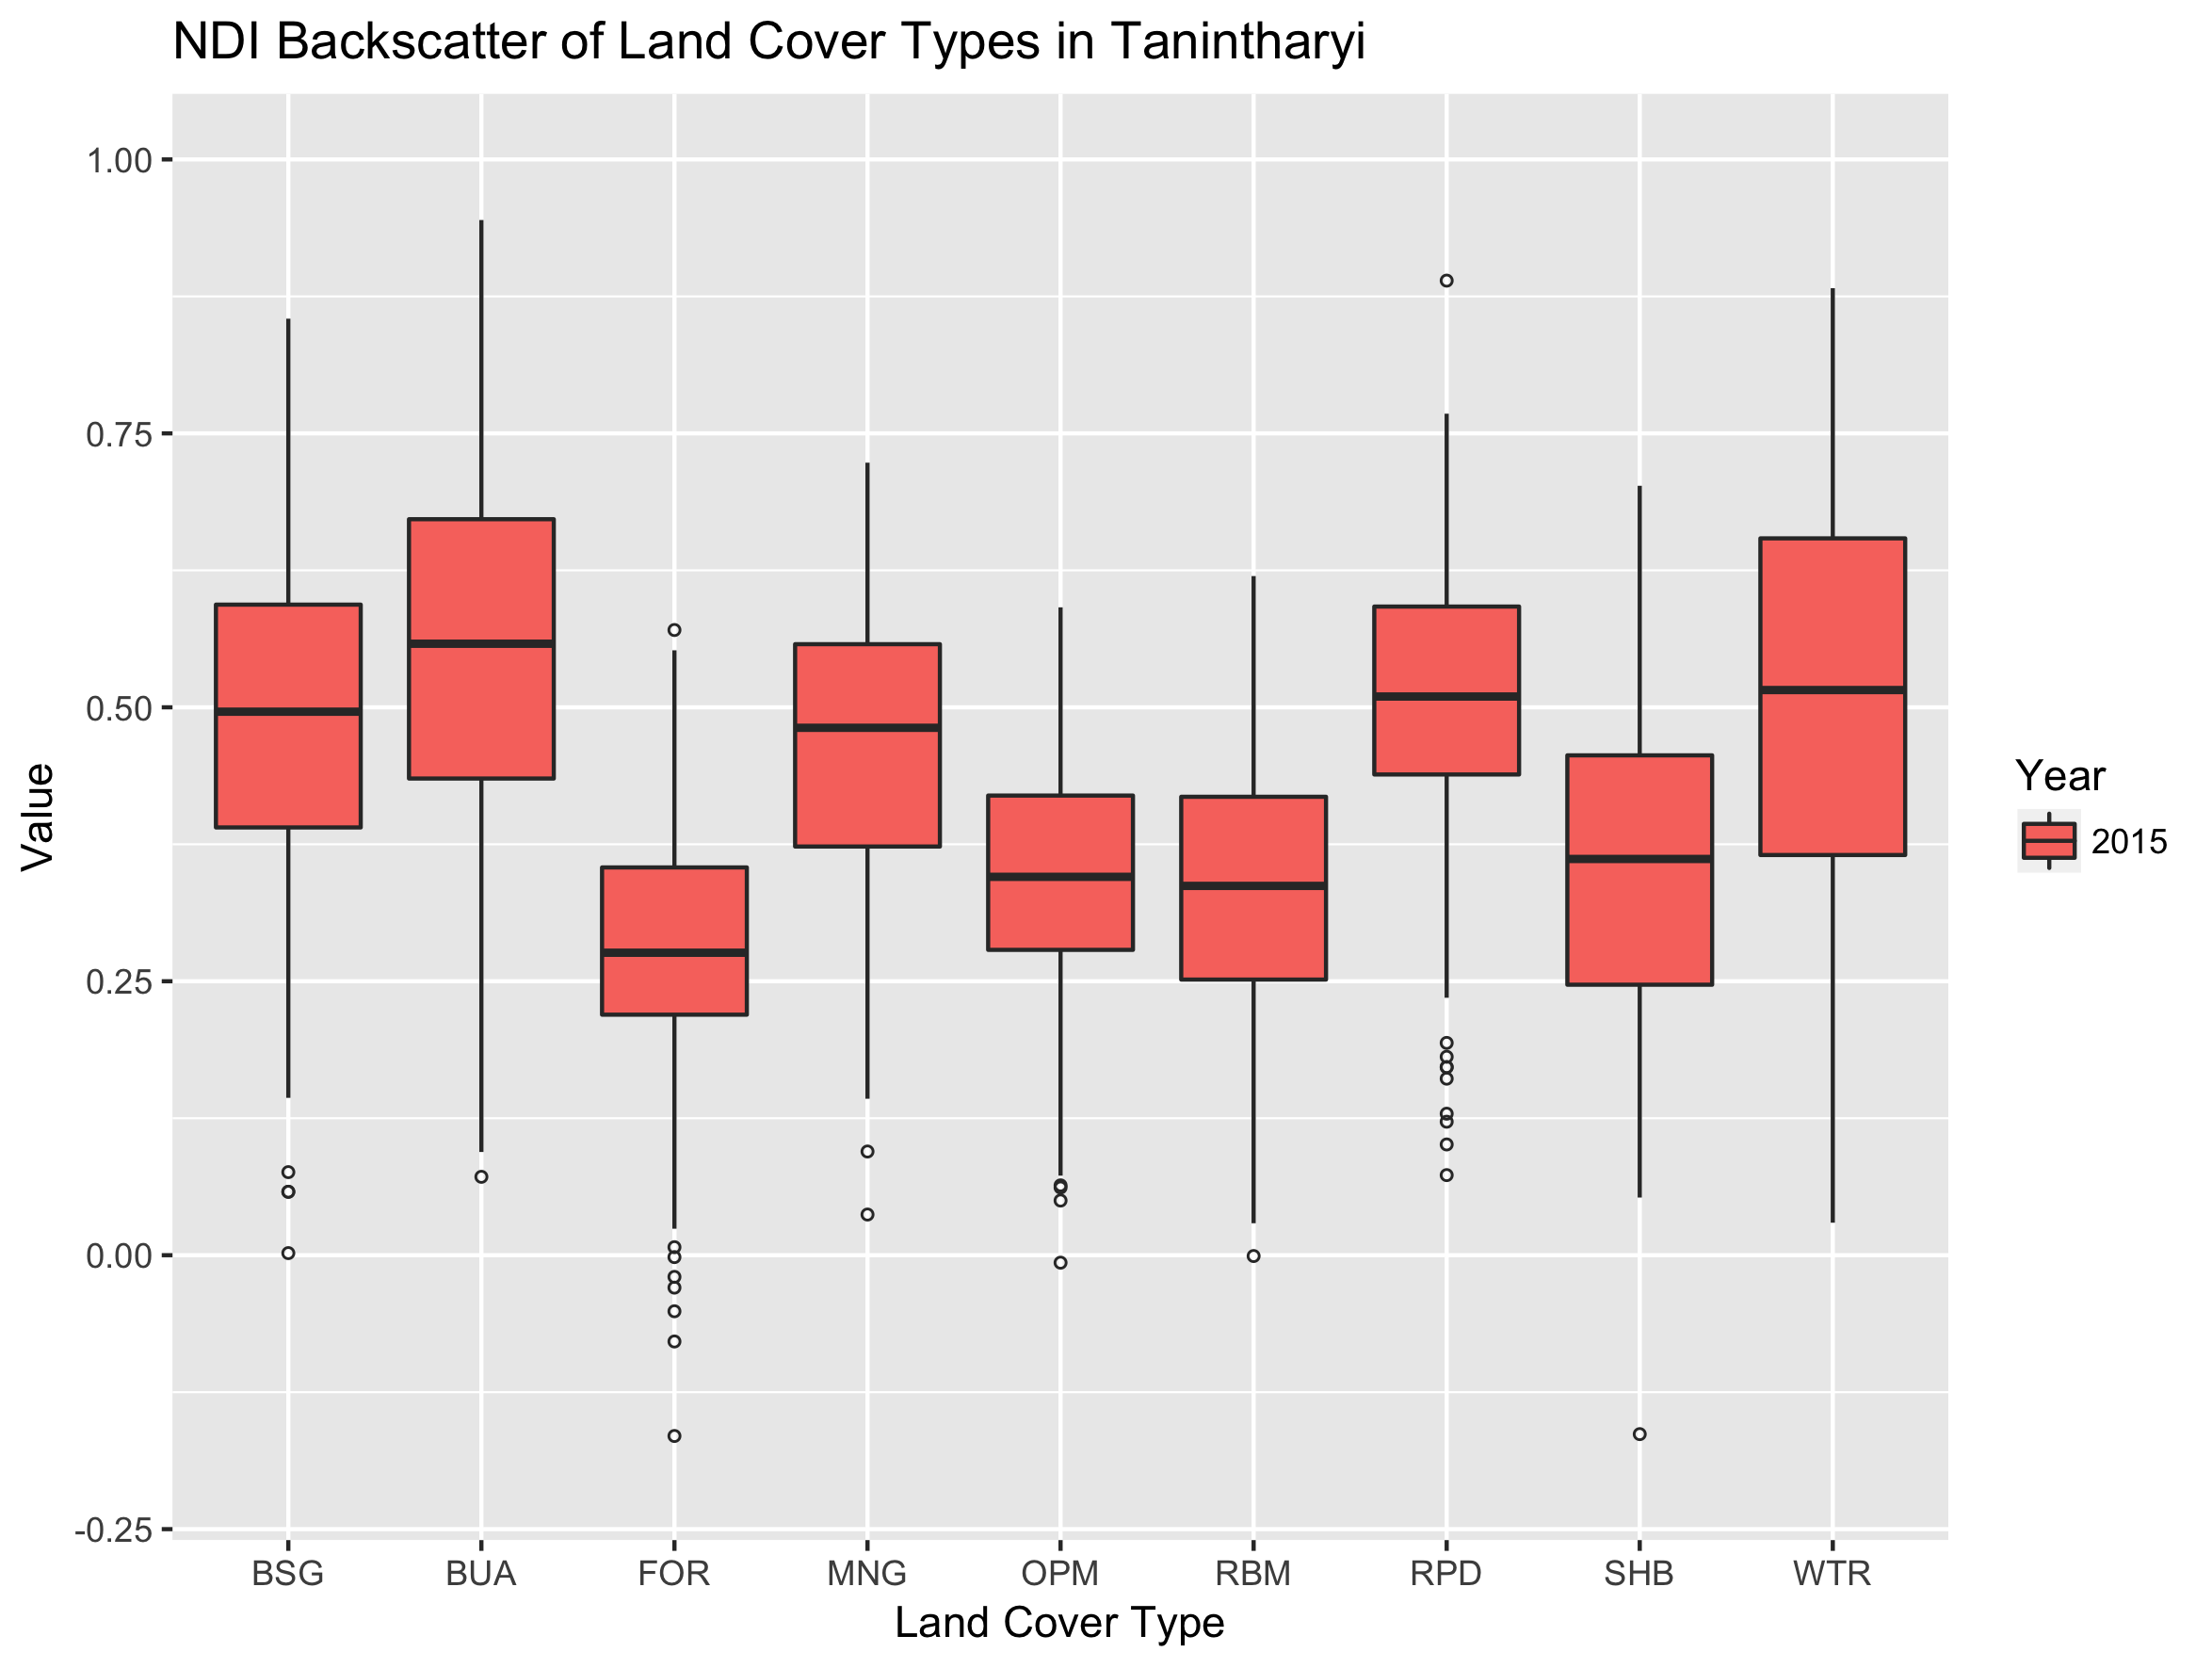 NDI Backscatter of Land Cover Types in Tanintharyi
1.00
0.75
0.50
0.25
0.00
-0.25
Value
BSG BUA FOR MNG OPM RBM RPD SHB WTR
Land Cover Type
Year
2015